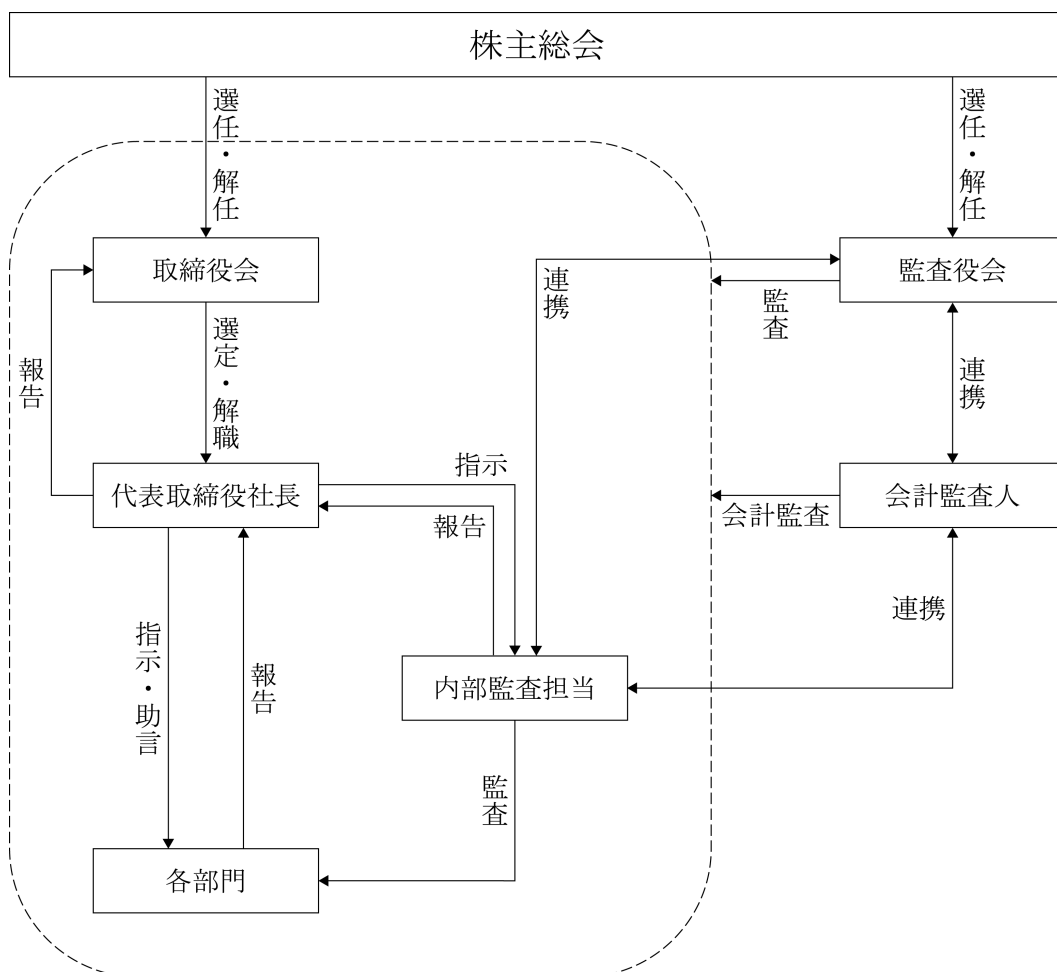 株主総会
選任・解任
選任・解任
取締役会
監査役会
連携
監査
選定・解職
報告
連携
代表取締役社長
指示
報告
会計監査人
会計監査
連携
指示・助言
報告
内部監査担当
監査
各部門